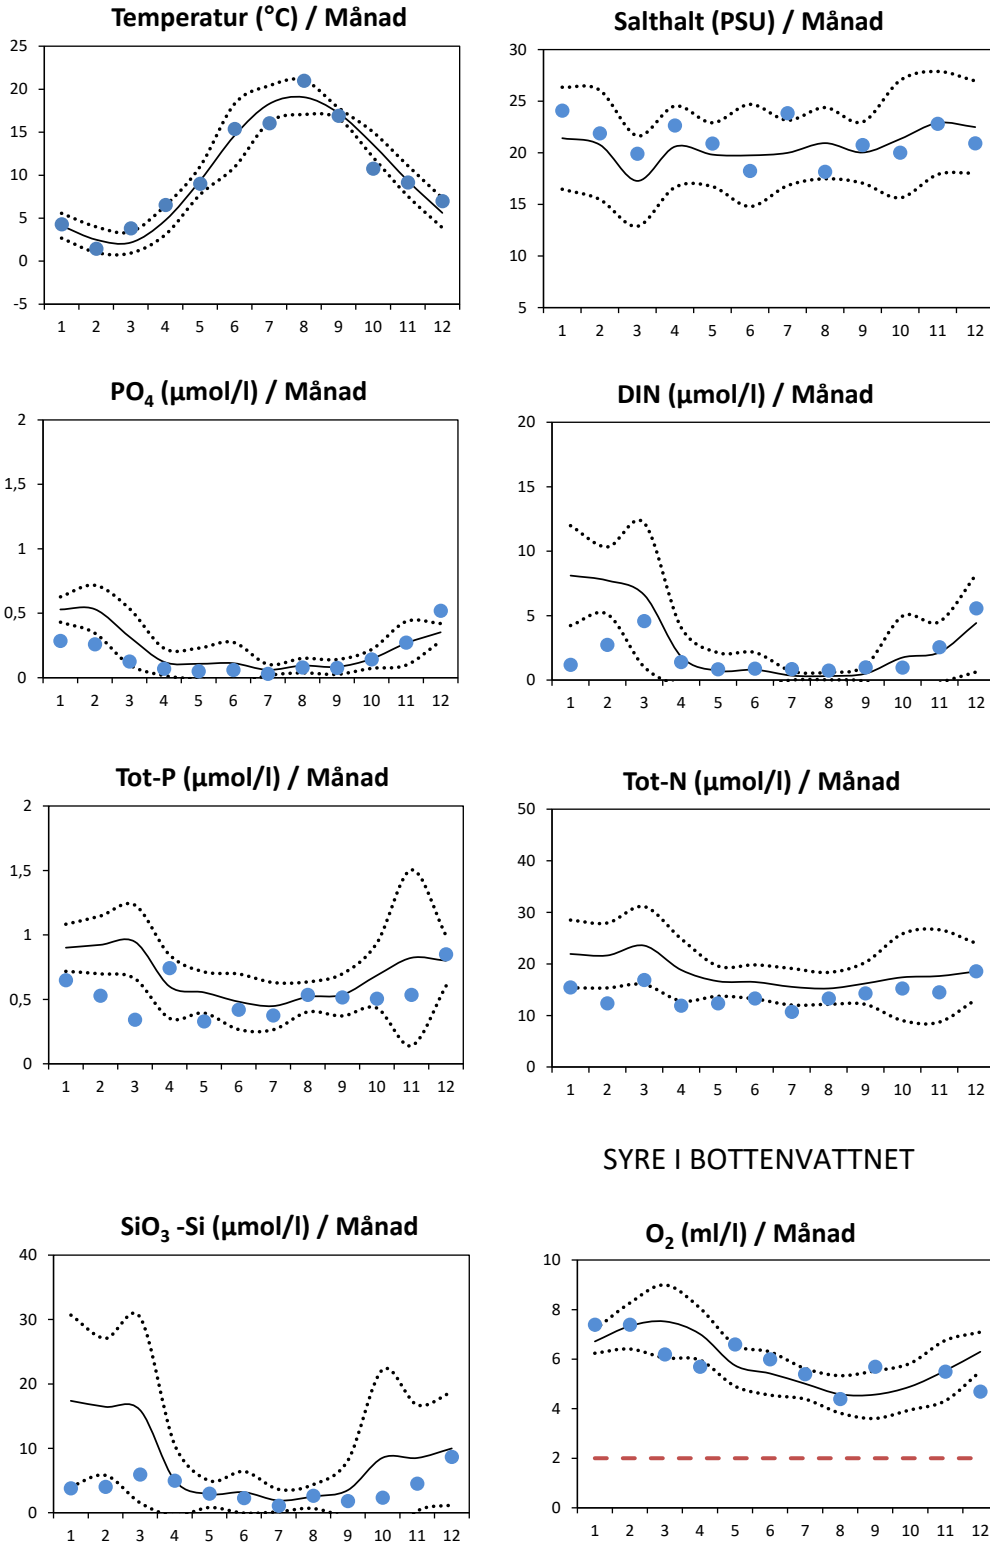 Temperatur (°C) / Månad
25
20
15
10
5
0
-5
1 2 3 4 5 6 7 8 9 10 11 12
Salthalt (PSU) / Månad
30
25
20
15
10
5
1 2 3 4 5 6 7 8 9 10 11 12
PO₄ (µmol/l) / Månad
2
1,5
1
0,5
0
1 2 3 4 5 6 7 8 9 10 11 12
DIN (µmol/l) / Månad
20
15
10
5
0
1 2 3 4 5 6 7 8 9 10 11 12
Tot-P (µmol/l) / Månad
2
1,5
1
0,5
0
1 2 3 4 5 6 7 8 9 10 11 12
Tot-N (µmol/l) / Månad
50
40
30
20
10
0
1 2 3 4 5 6 7 8 9 10 11 12
SiO₃ -Si (µmol/l) / Månad
40
30
20
10
0
1 2 3 4 5 6 7 8 9 10 11 12
SYRE I BOTTENVATTNET
O₂ (ml/l) / Månad
10
8
6
4
2
0
1 2 3 4 5 6 7 8 9 10 11 12